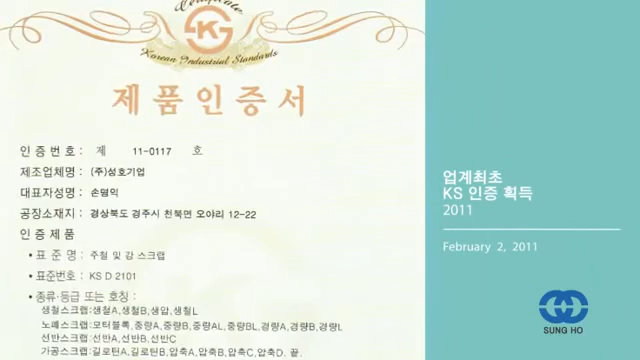 Certificate
KS
Korean Industrial Standards
제품인증서
인증번호: 제 11-0117 호
제조업체명: (주)성호기업
대표자성명: 손명익
공장소재지: 경상북도 경주시 천북면 오야리 12-22
인증제품
• 표준명: 주철 및 강 스크랩
• 표준번호: KS D 2101
• 종류·등급 또는 호칭:
생철스크랩:생철A,생철B,생압,생철L
노폐스크랩:모터블록,중량A,중량B,중량AL,중량BL,경량A,경량B,경량L
선반스크랩:선반A,선반B,선반C
가공스크랩:길로틴A,길로틴B,압축A,압축B,압축C,압축D. 끝.
업계최초
KS 인증 획득
2011
February 2, 2011
SUNG HO